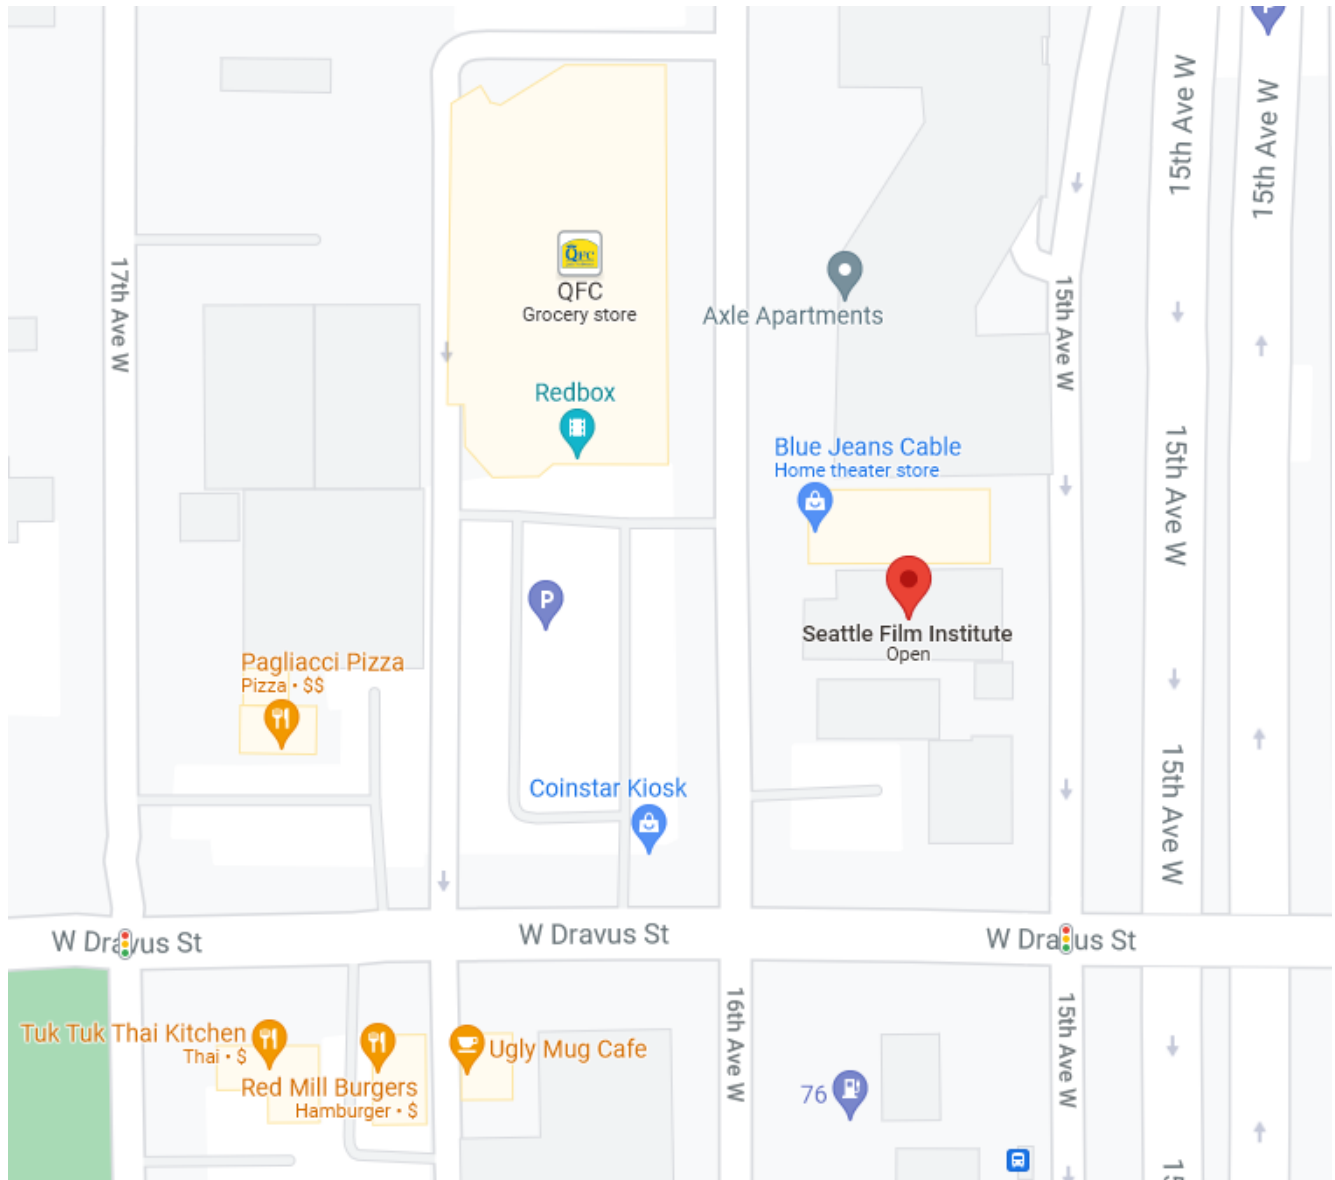 P
15th Ave W
15th Ave W
17th Ave W
QFC
QFC
Grocery store
Axle Apartments
15th Ave W
Redbox
Blue Jeans Cable
Home theater store
15th Ave W
P
Seattle Film Institute
Open
Pagliacci Pizza
Pizza • $$
Coinstar Kiosk
15th Ave W
W Dravus St
W Dravus St
W Dravus St
Tuk Tuk Thai Kitchen
Thai • $
Red Mill Burgers
Hamburger • $
Ugly Mug Cafe
16th Ave W
15th Ave W
76
15